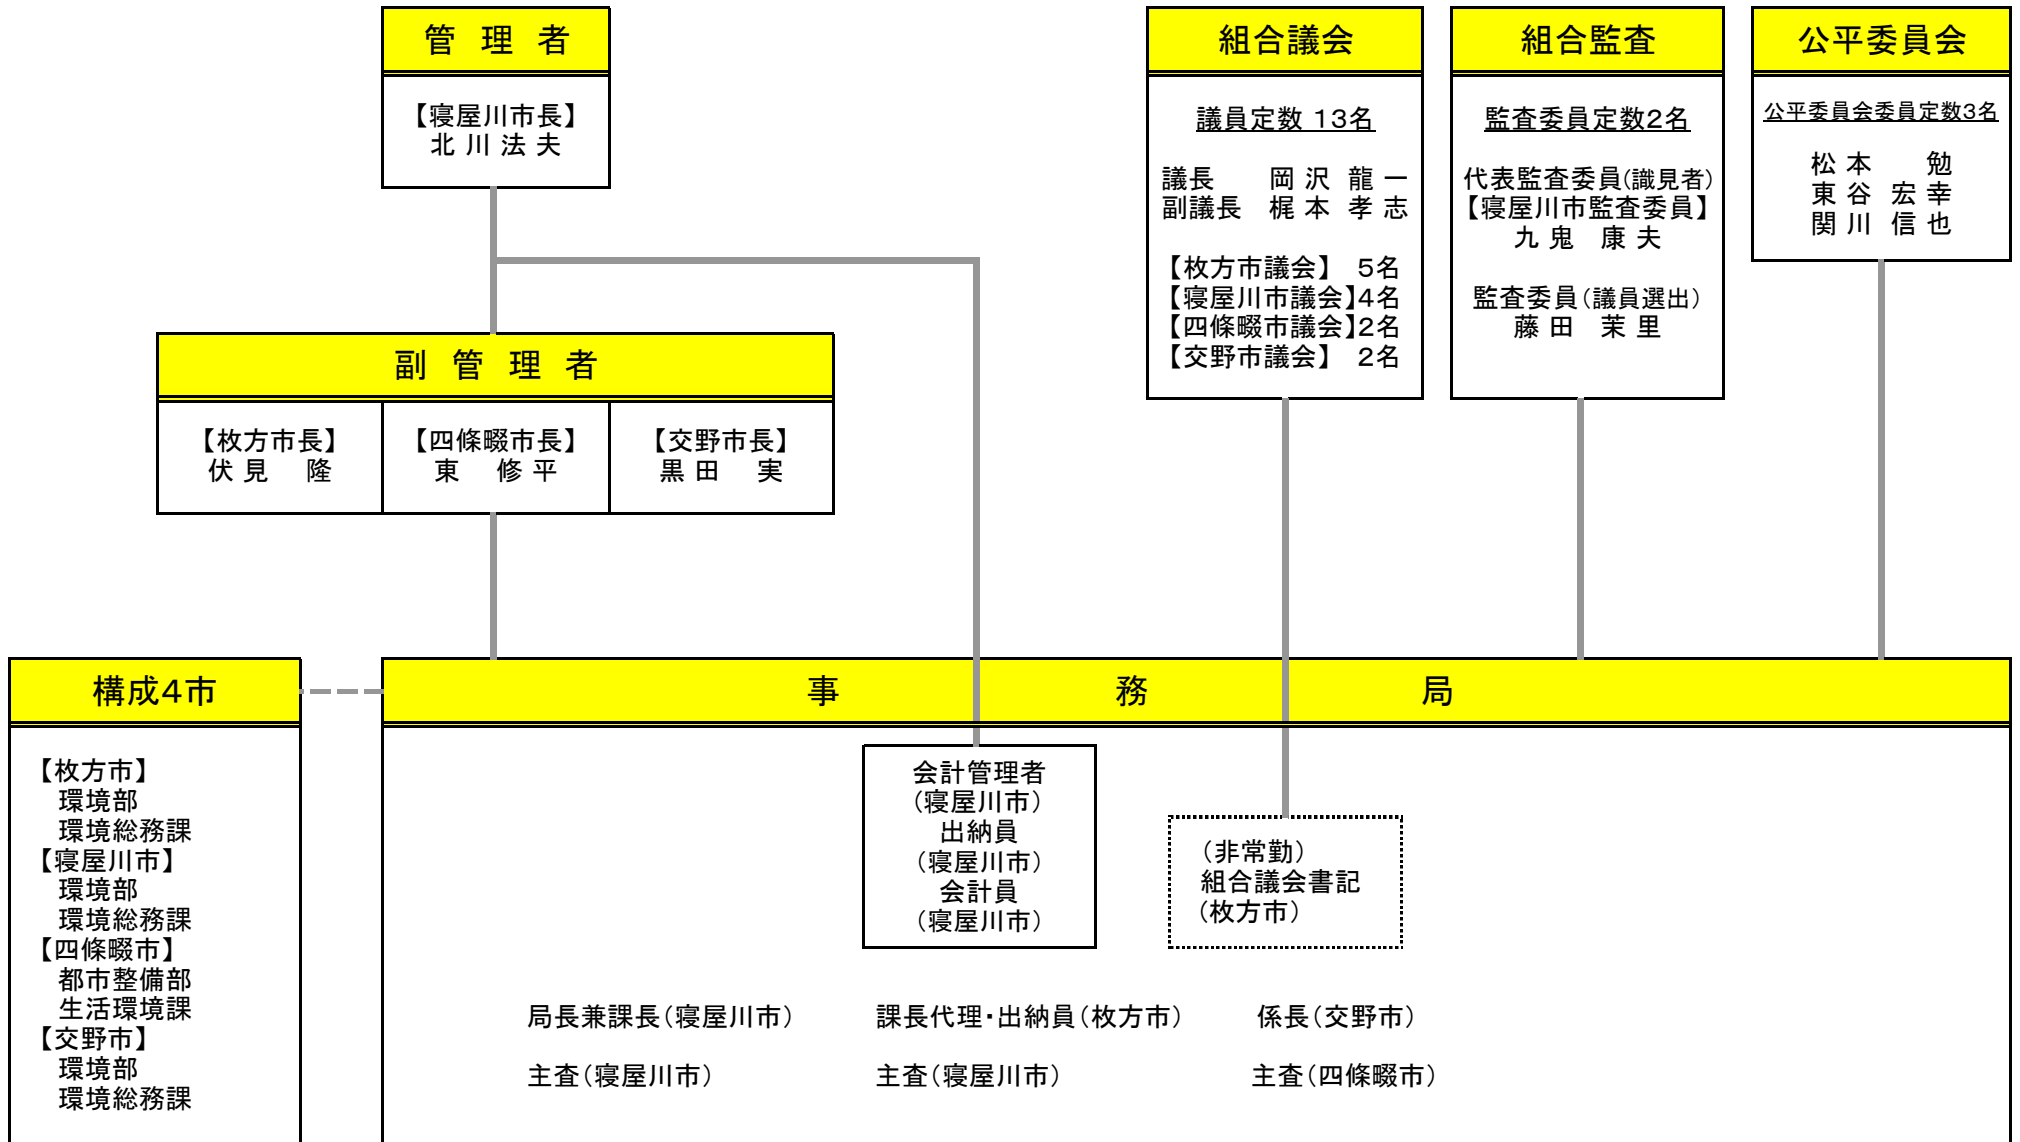 管 理 者
【寝屋川市長】
北 川 法 夫
組合議会
議員定数 13名
議長 岡 沢 龍 一
副議長 梶 本 孝 志
【枚方市議会】 5名
【寝屋川市議会】4名
【四條畷市議会】2名
【交野市議会】 2名
組合監査
監査委員定数2名
代表監査委員(識見者)
【寝屋川市監査委員】
九 鬼 康 夫
監査委員(議員選出)
藤 田 茉 里
公平委員会
公平委員会委員定数3名
松 本 勉
東 谷 宏 幸
関 川 信 也
副 管 理 者
【枚方市長】
伏 見 隆
【四條畷市長】
東 修 平
【交野市長】
黒 田 実
構成4市
【枚方市】
環境部
環境総務課
【寝屋川市】
環境部
環境総務課
【四條畷市】
都市整備部
生活環境課
【交野市】
環境部
環境総務課
事 務 局
会計管理者
(寝屋川市)
出納員
(寝屋川市)
会計員
(寝屋川市)
(非常勤)
組合議会書記
(枚方市)
局長兼課長(寝屋川市) 課長代理・出納員(枚方市) 係長(交野市)
主査(寝屋川市) 主査(寝屋川市) 主査(四條畷市)